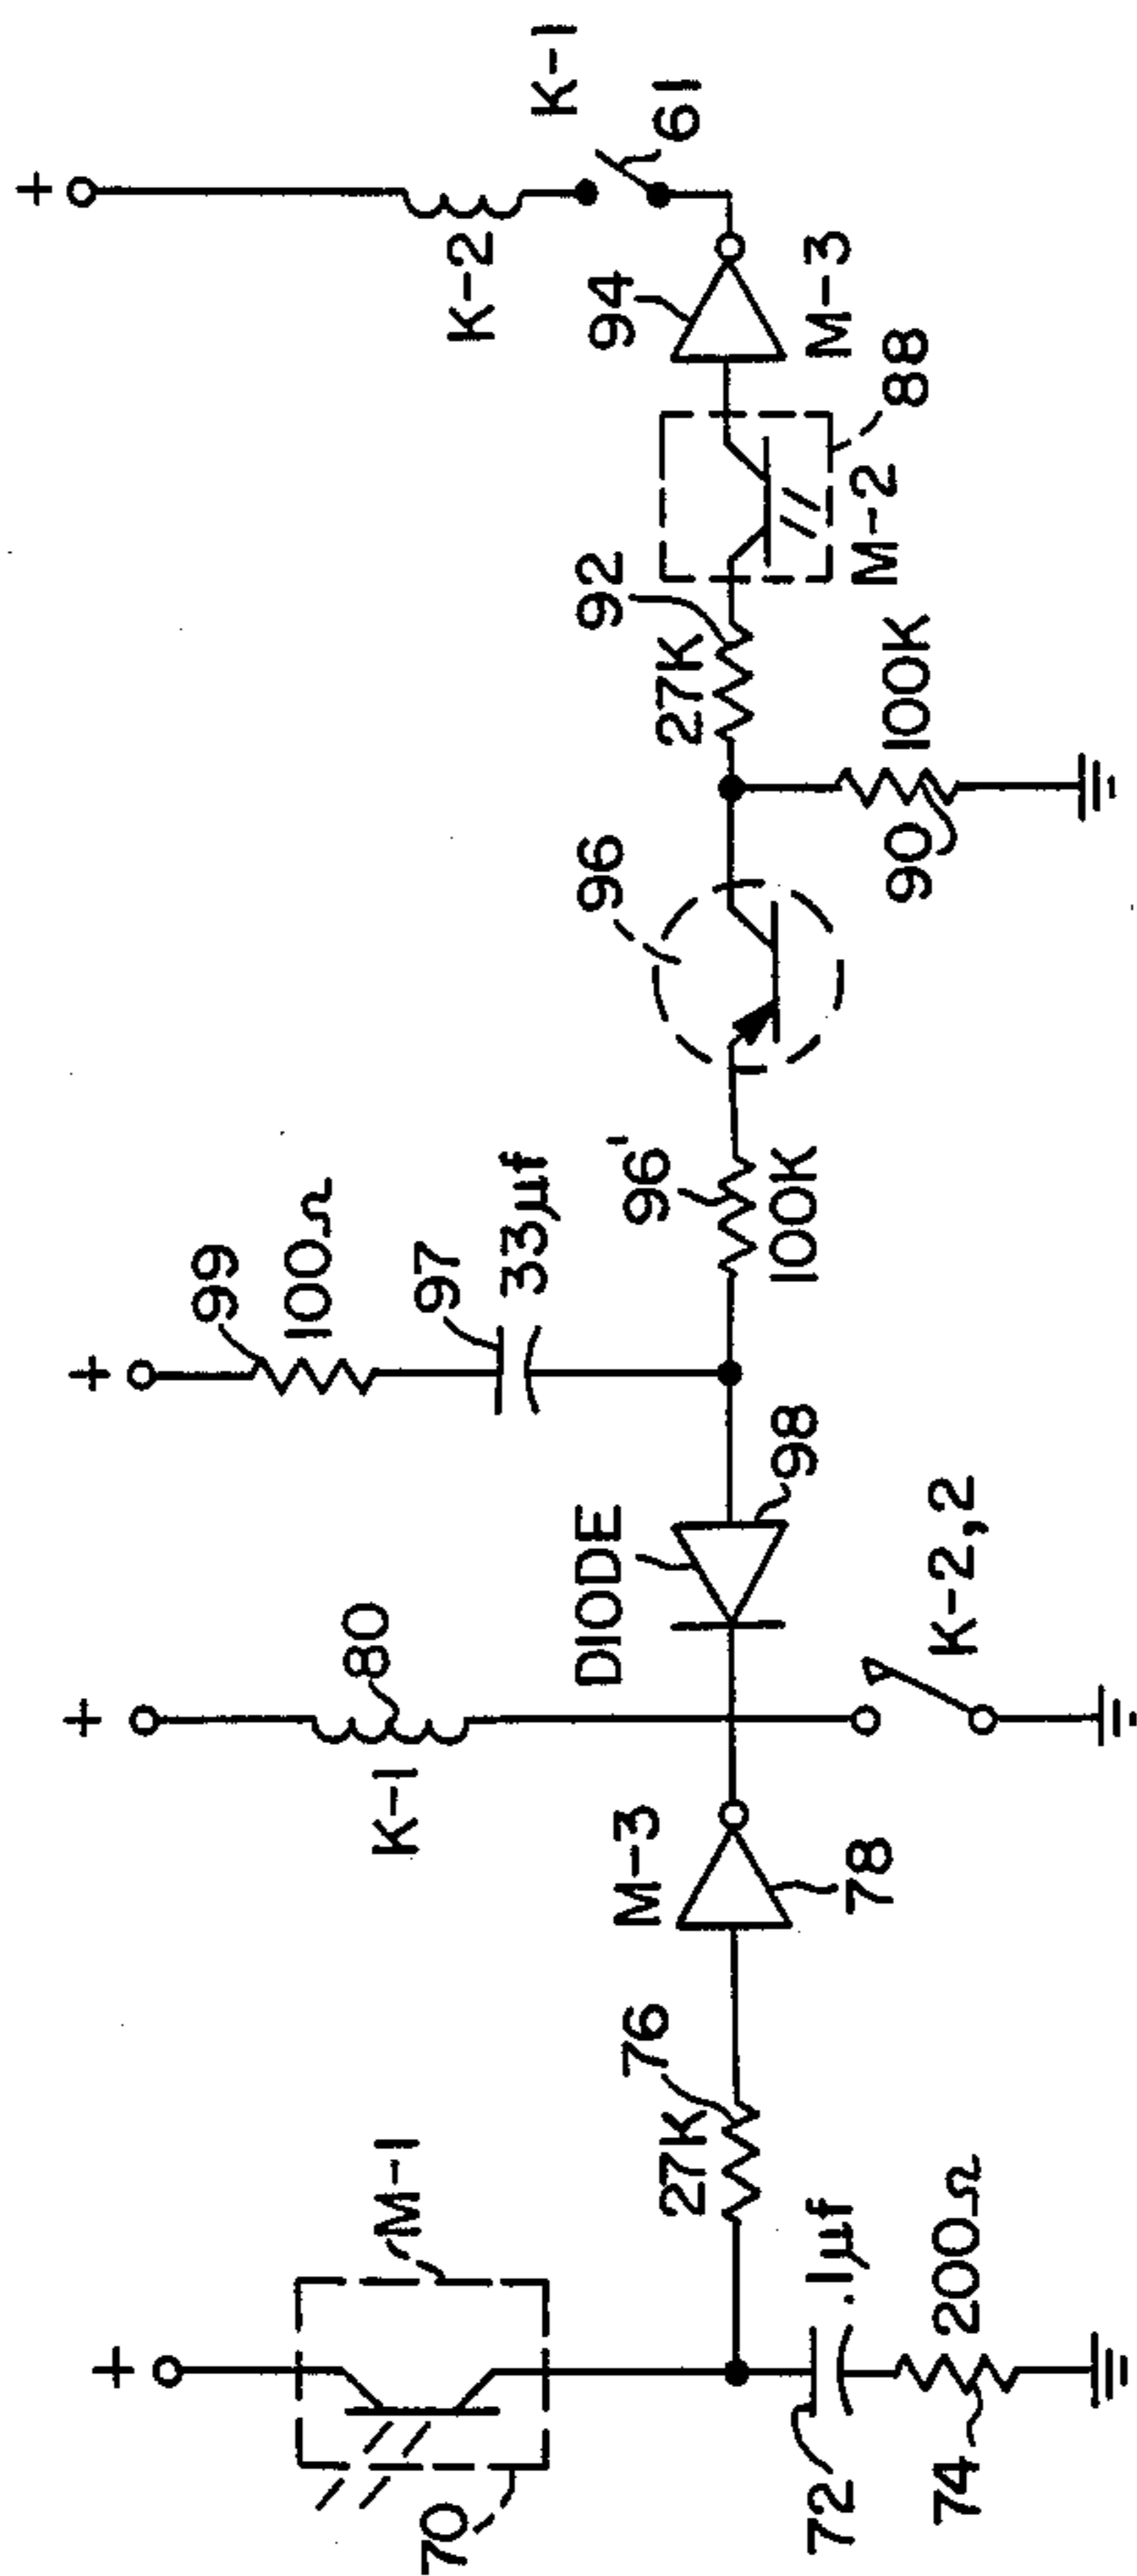 +
K-1
K-2
61
94
M-3
88
M-2
92
27K
100K
90
96
96'
100K
+
99
100Ω
97
33µf
DIODE
98
+
80
K-1
K-2,2
M-3
78
76
27K
M-1
+
70
.1µf
72
200Ω
74